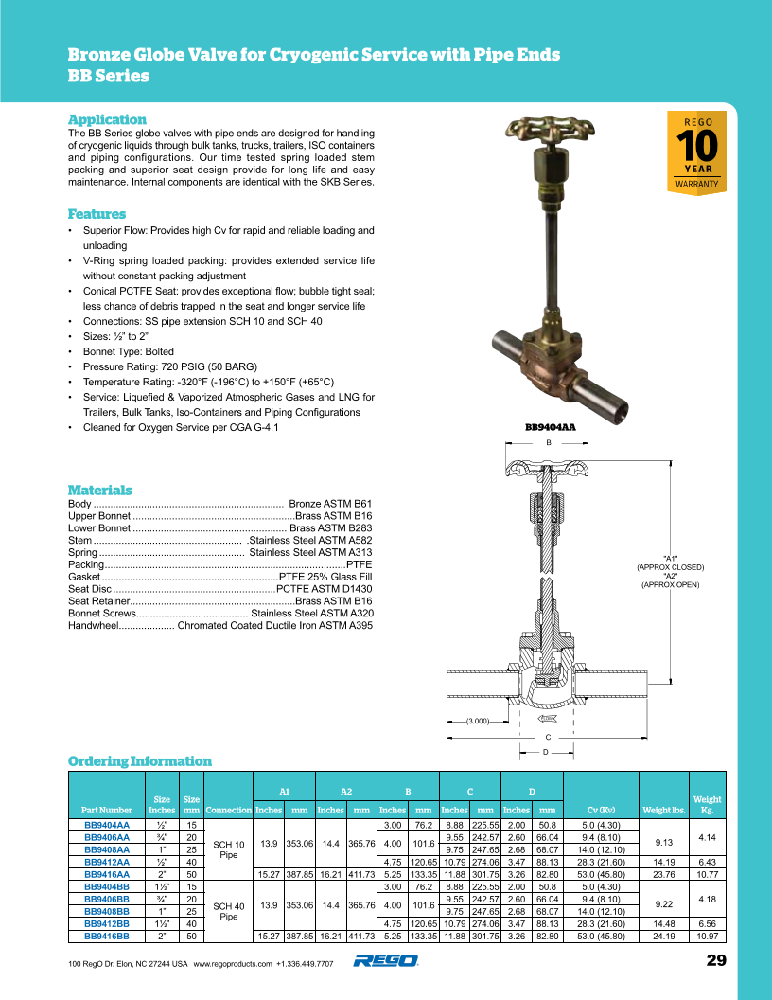 Bronze Globe Valve for Cryogenic Service with Pipe Ends
BB Series
Application
The BB Series globe valves with pipe ends are designed for handling
of cryogenic liquids through bulk tanks, trucks, trailers, ISO containers
and piping configurations. Our time tested spring loaded stem
packing and superior seat design provide for long life and easy
maintenance. Internal components are identical with the SKB Series.
Features
• Superior Flow: Provides high Cv for rapid and reliable loading and
unloading
• V-Ring spring loaded packing: provides extended service life
without constant packing adjustment
• Conical PCTFE Seat: provides exceptional flow; bubble tight seal;
less chance of debris trapped in the seat and longer service life
• Connections: SS pipe extension SCH 10 and SCH 40
• Sizes: ½” to 2”
• Bonnet Type: Bolted
• Pressure Rating: 720 PSIG (50 BARG)
• Temperature Rating: -320°F (-196°C) to +150°F (+65°C)
• Service: Liquefied & Vaporized Atmospheric Gases and LNG for
Trailers, Bulk Tanks, Iso-Containers and Piping Configurations
• Cleaned for Oxygen Service per CGA G-4.1
REGO
10
YEAR
WARRANTY
BB9404AA
B
"A1"
(APPROX CLOSED)
"A2"
(APPROX OPEN)
FLOW
(3.000)
C
D
Materials
Body .................................................................... Bronze ASTM B61
Upper Bonnet ..........................................................Brass ASTM B16
Lower Bonnet ....................................................... Brass ASTM B283
Stem ..................................................... .Stainless Steel ASTM A582
Spring .................................................... Stainless Steel ASTM A313
Packing......................................................................................PTFE
Gasket ...............................................................PTFE 25% Glass Fill
Seat Disc ..........................................................PCTFE ASTM D1430
Seat Retainer...........................................................Brass ASTM B16
Bonnet Screws........................................ Stainless Steel ASTM A320
Handwheel.................... Chromated Coated Ductile Iron ASTM A395
Ordering Information
Part Number Size Inches Size mm Connection A1 Inches mm A2 Inches mm B Inches mm C Inches mm D Inches mm Cv (Kv) Weight lbs. Weight Kg.
BB9404AA ½” 15 SCH 10 Pipe 13.9 353.06 14.4 365.76 3.00 76.2 8.88 225.55 2.00 50.8 5.0 (4.30) 9.13 4.14
BB9406AA ¾” 20 4.00 101.6 9.55 242.57 2.60 66.04 9.4 (8.10)
BB9408AA 1” 25 9.75 247.65 2.68 68.07 14.0 (12.10)
BB9412AA ½” 40 4.75 120.65 10.79 274.06 3.47 88.13 28.3 (21.60) 14.19 6.43
BB9416AA 2” 50 15.27 387.85 16.21 411.73 5.25 133.35 11.88 301.75 3.26 82.80 53.0 (45.80) 23.76 10.77
BB9404BB 1½” 15 SCH 40 Pipe 13.9 353.06 14.4 365.76 3.00 76.2 8.88 225.55 2.00 50.8 5.0 (4.30) 9.22 4.18
BB9406BB ¾” 20 4.00 101.6 9.55 242.57 2.60 66.04 9.4 (8.10)
BB9408BB 1” 25 9.75 247.65 2.68 68.07 14.0 (12.10)
BB9412BB 1½” 40 4.75 120.65 10.79 274.06 3.47 88.13 28.3 (21.60) 14.48 6.56
BB9416BB 2” 50 15.27 387.85 16.21 411.73 5.25 133.35 11.88 301.75 3.26 82.80 53.0 (45.80) 24.19 10.97
100 RegO Dr. Elon, NC 27244 USA www.regoproducts.com +1.336.449.7707 REGO 29